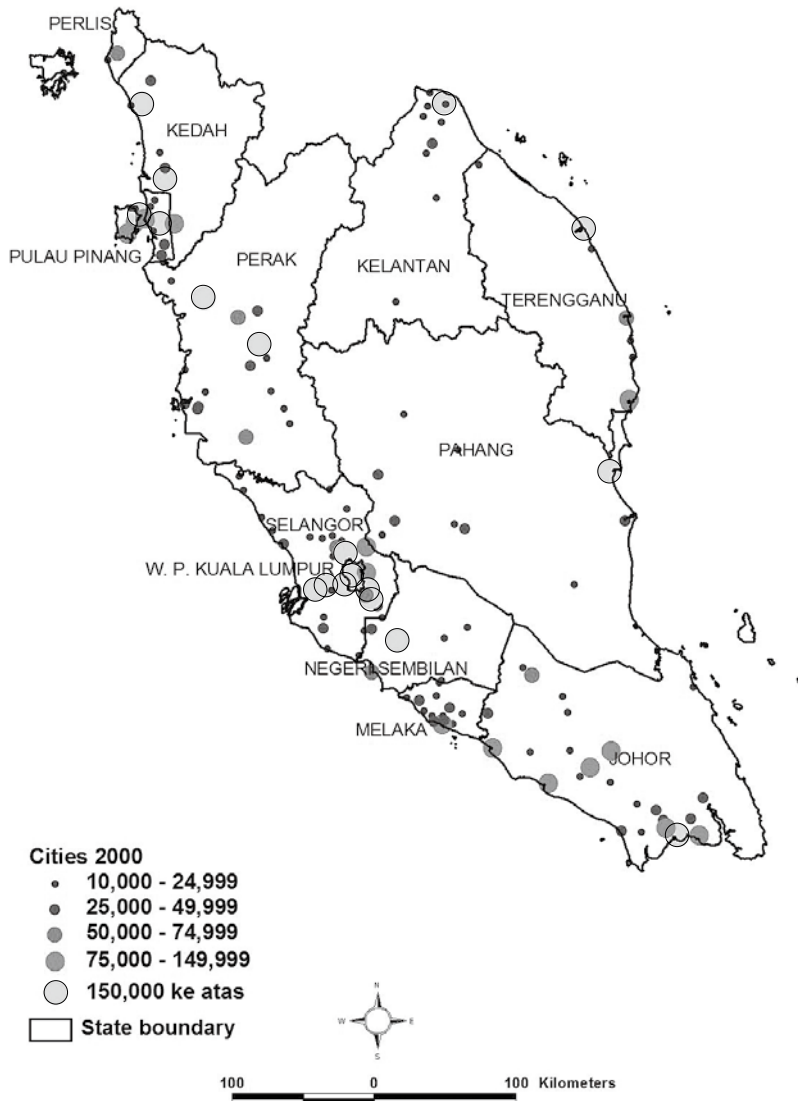 PERLIS
KEDAH
PULAU PINANG
PERAK
KELANTAN
TERENGGANU
PAHANG
SELANGOR
W. P. KUALA LUMPUR
NEGERI SEMBILAN
MELAKA
JOHOR
Cities 2000
10,000 - 24,999
25,000 - 49,999
50,000 - 74,999
75,000 - 149,999
150,000 ke atas
State boundary
N
W E
S
100 0 100 Kilometers